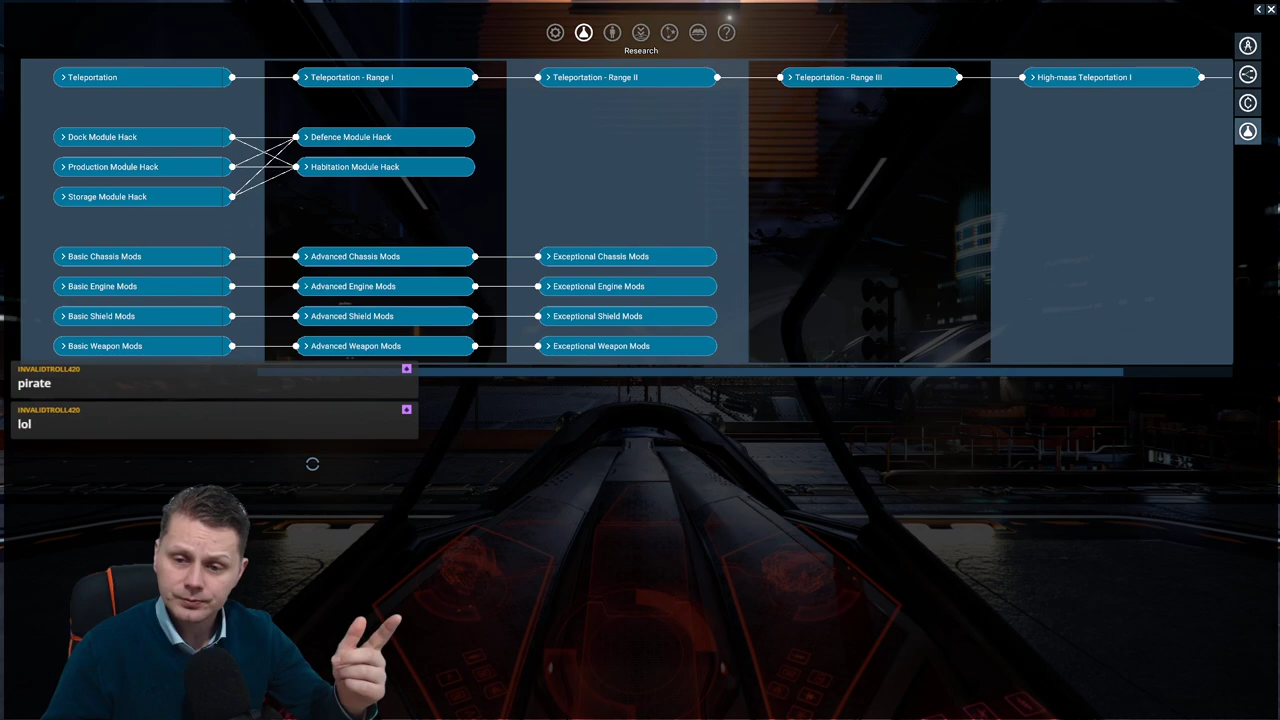 Research
Teleportation
Teleportation - Range I
Teleportation - Range II
Teleportation - Range III
High-mass Teleportation I
Dock Module Hack
Defence Module Hack
Production Module Hack
Habitation Module Hack
Storage Module Hack
Basic Chassis Mods
Advanced Chassis Mods
Exceptional Chassis Mods
Basic Engine Mods
Advanced Engine Mods
Exceptional Engine Mods
Basic Shield Mods
Advanced Shield Mods
Exceptional Shield Mods
Basic Weapon Mods
Advanced Weapon Mods
Exceptional Weapon Mods
INVALIDTROLL420
pirate
INVALIDTROLL420
lol